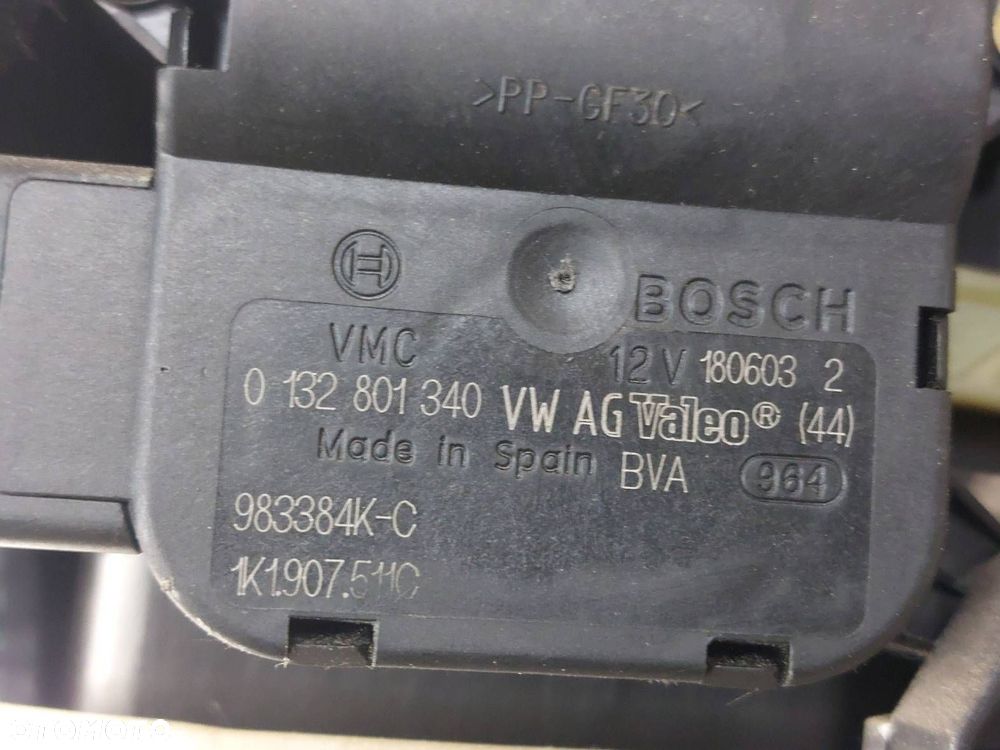 >PP-GF30<
BOSCH
VMC 12 V 180603 2
0 132 801 340 VW AG Valeo® (44)
Made in Spain BVA 964
983384K-C
1K1.907.511C
OTOMOTO